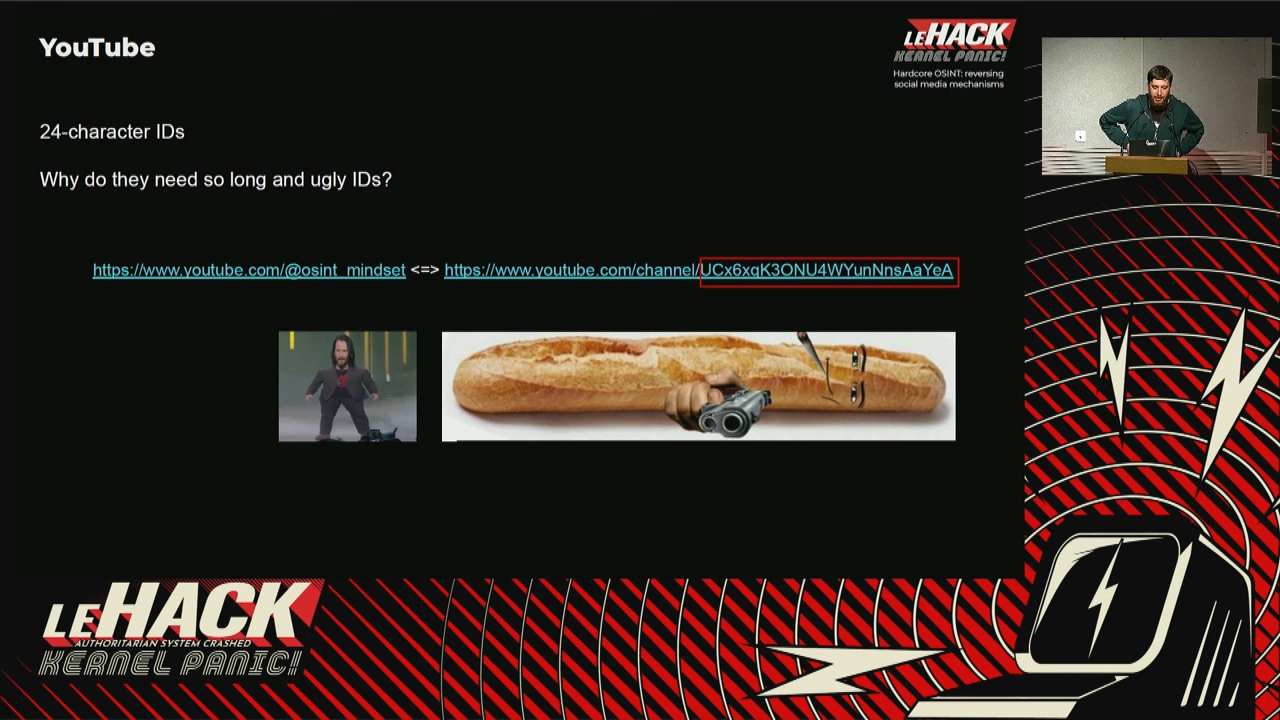 YouTube
LEHACK
KERNEL PANIC!
Hardcore OSINT: reversing
social media mechanisms
24-character IDs
Why do they need so long and ugly IDs?
https://www.youtube.com/@osint_mindset <=> https://www.youtube.com/channel/UCx6xqK3ONU4WYunNnsAaYeA
LEHACK
AUTHORITARIAN SYSTEM CRASHED
KERNEL PANIC!